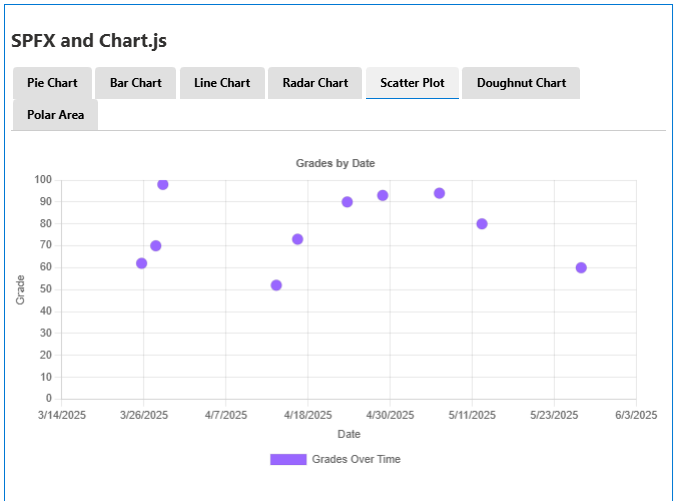 SPFX and Chart.js
Pie Chart Bar Chart Line Chart Radar Chart Scatter Plot Doughnut Chart
Polar Area
Grades by Date
100
90
80
70
60
50
40
30
20
10
0
Grade
3/14/2025 3/26/2025 4/7/2025 4/18/2025 4/30/2025 5/11/2025 5/23/2025 6/3/2025
Date
Grades Over Time